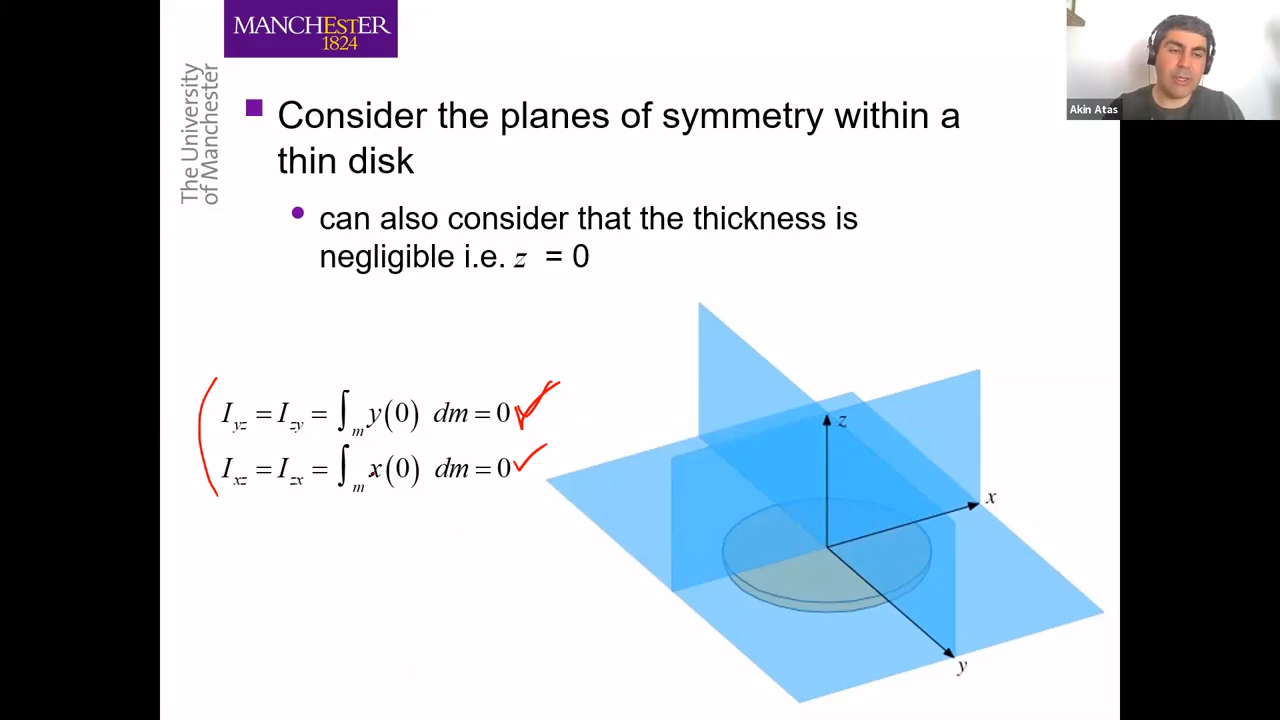 MANCHESTER
1824
The University
of Manchester
Akin Atas
Consider the planes of symmetry within a
thin disk
can also consider that the thickness is
negligible i.e. z = 0
I_yz = I_zy = ∫_m y(0) dm = 0
I_xz = I_zx = ∫_m x(0) dm = 0
z
x
y